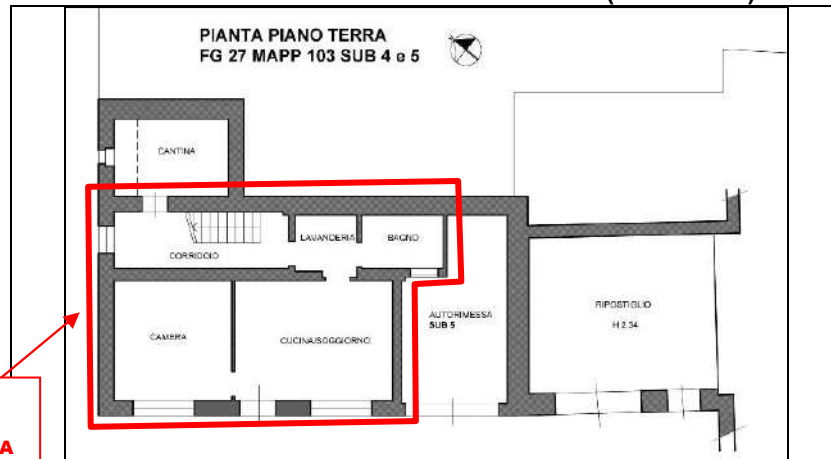 PIANTA PIANO TERRA
FG 27 MAPP 103 SUB 4 e 5
CANTINA
LAVANDERIA
BAGNO
CORRIDOIO
AUTORIMESSA
SUB 5
RIPOSTIGLIO
H 2.34
CAMERA
CUCINA/SOGGIORNO
A